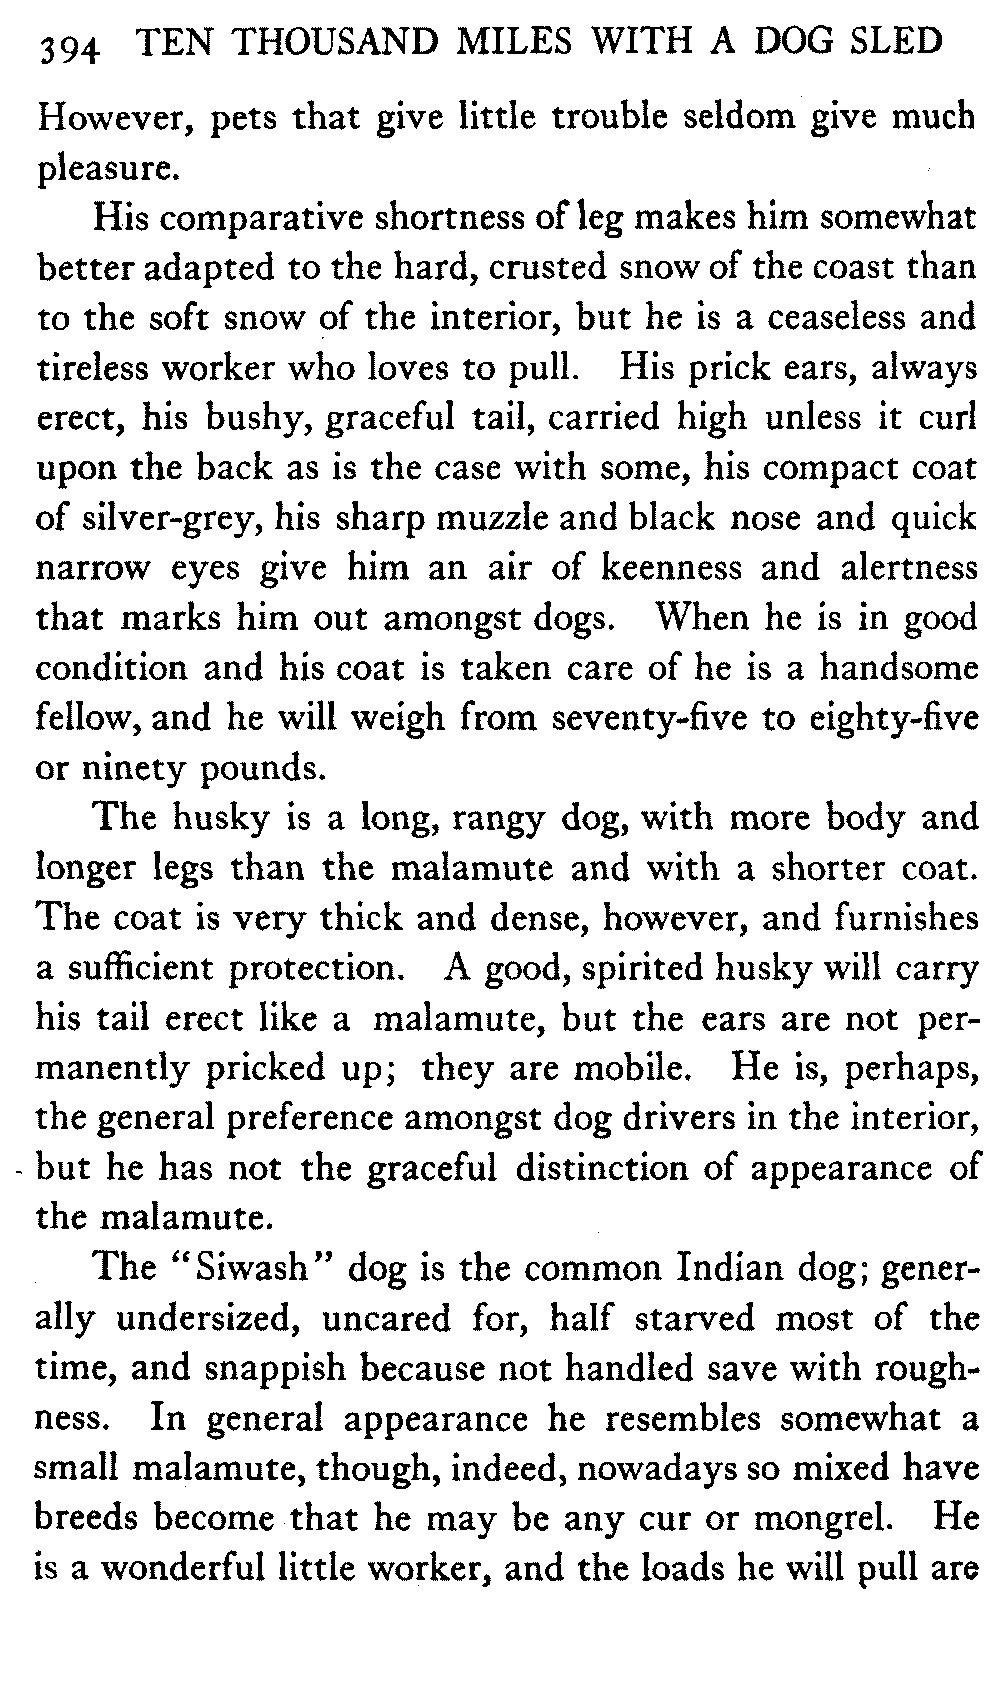 394 TEN THOUSAND MILES WITH A DOG SLED
However, pets that give little trouble seldom give much
pleasure.
His comparative shortness of leg makes him somewhat
better adapted to the hard, crusted snow of the coast than
to the soft snow of the interior, but he is a ceaseless and
tireless worker who loves to pull. His prick ears, always
erect, his bushy, graceful tail, carried high unless it curl
upon the back as is the case with some, his compact coat
of silver-grey, his sharp muzzle and black nose and quick
narrow eyes give him an air of keenness and alertness
that marks him out amongst dogs. When he is in good
condition and his coat is taken care of he is a handsome
fellow, and he will weigh from seventy-five to eighty-five
or ninety pounds.
The husky is a long, rangy dog, with more body and
longer legs than the malamute and with a shorter coat.
The coat is very thick and dense, however, and furnishes
a sufficient protection. A good, spirited husky will carry
his tail erect like a malamute, but the ears are not per-
manently pricked up; they are mobile. He is, perhaps,
the general preference amongst dog drivers in the interior,
but he has not the graceful distinction of appearance of
the malamute.
The "Siwash" dog is the common Indian dog; gener-
ally undersized, uncared for, half starved most of the
time, and snappish because not handled save with rough-
ness. In general appearance he resembles somewhat a
small malamute, though, indeed, nowadays so mixed have
breeds become that he may be any cur or mongrel. He
is a wonderful little worker, and the loads he will pull are